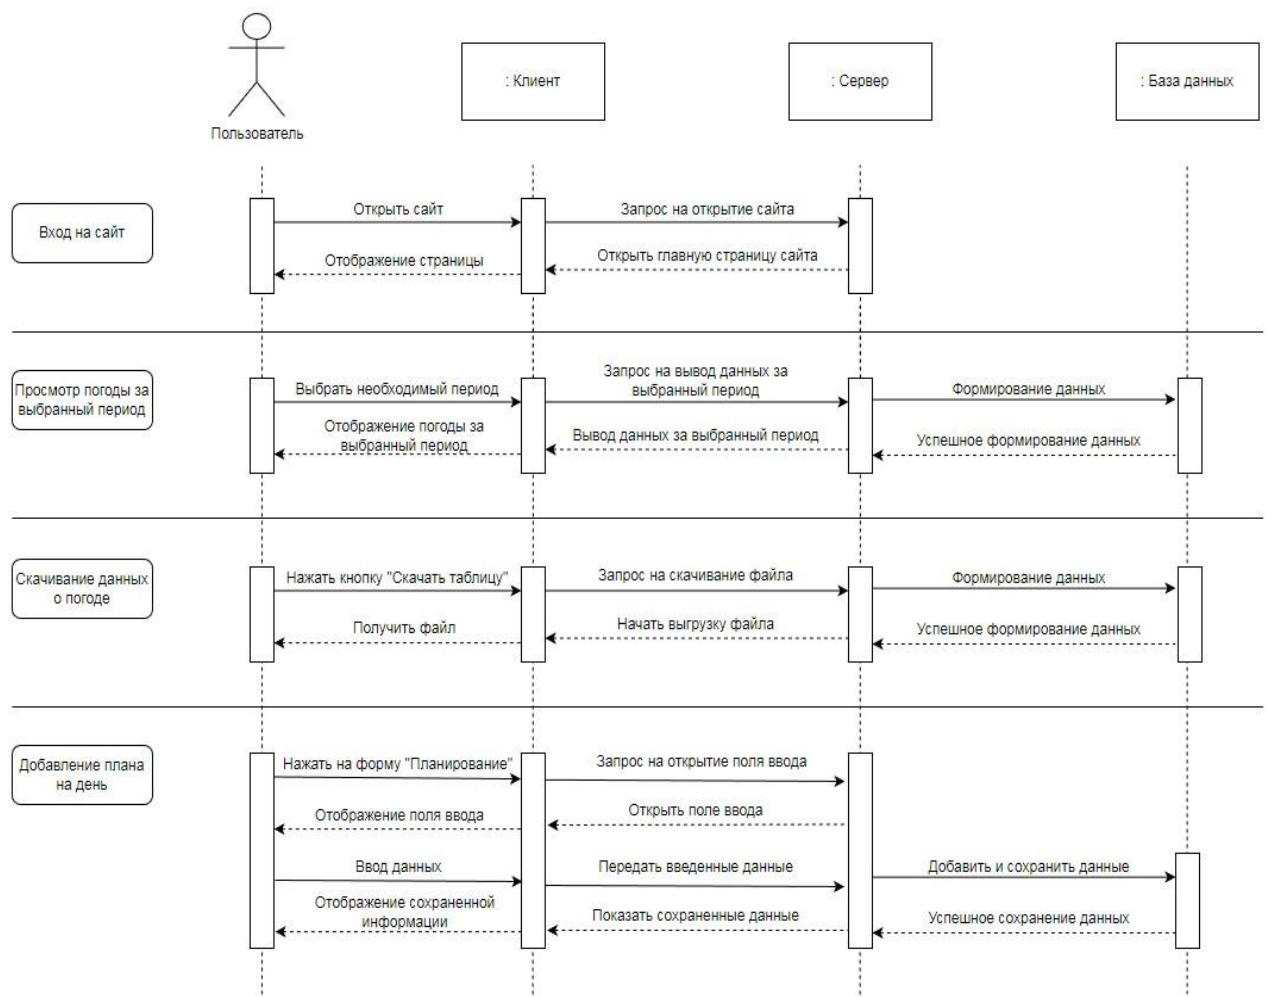 : Клиент
: Сервер
: База данных
Пользователь
Вход на сайт
Открыть сайт
Запрос на открытие сайта
Отображение страницы
Открыть главную страницу сайта
Просмотр погоды за
выбранный период
Выбрать необходимый период
Запрос на вывод данных за
выбранный период
Формирование данных
Отображение погоды за
выбранный период
Вывод данных за выбранный период
Успешное формирование данных
Скачивание данных
о погоде
Нажать кнопку "Скачать таблицу"
Запрос на скачивание файла
Формирование данных
Получить файл
Начать выгрузку файла
Успешное формирование данных
Добавление плана
на день
Нажать на форму "Планирование"
Запрос на открытие поля ввода
Отображение поля ввода
Открыть поле ввода
Ввод данных
Передать введенные данные
Добавить и сохранить данные
Отображение сохраненной
информации
Показать сохраненные данные
Успешное сохранение данных